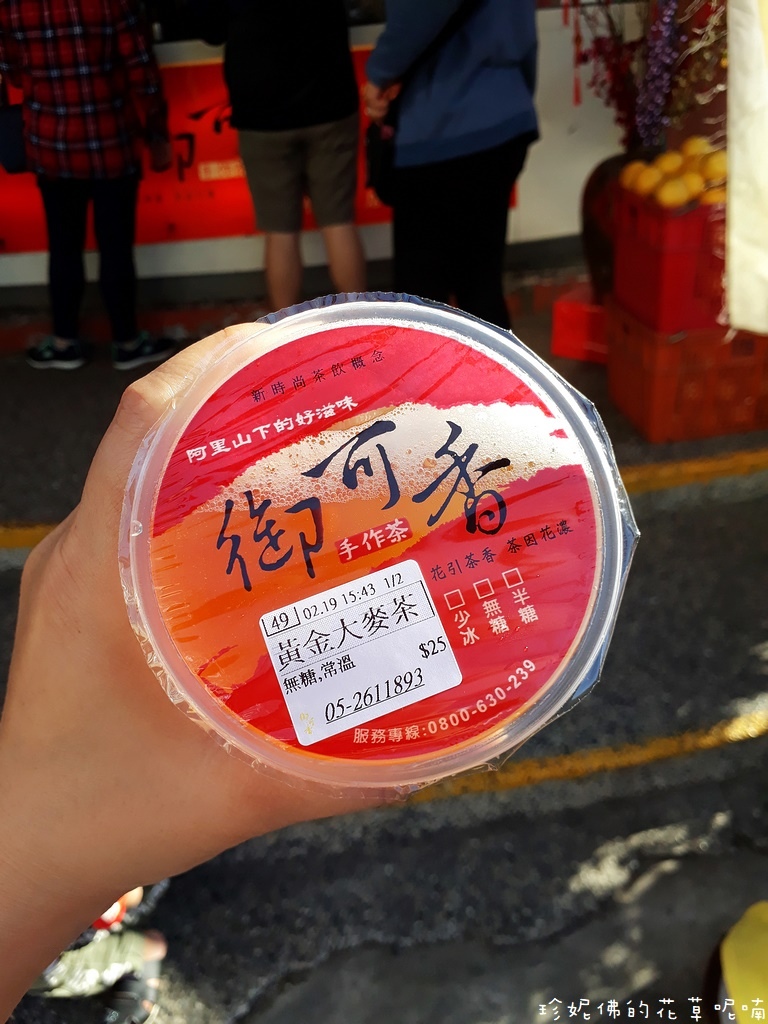 新時尚茶飲概念
阿里山下的好滋味
御可香
手作茶
花引茶香 茶因花濃
49 02.19 15:43 1/2
黃金大麥茶
$25
無糖,常溫
05-2611893
□少冰 □無糖 □半糖
服務專線:0800-630-239
珍妮佛的花草呢喃